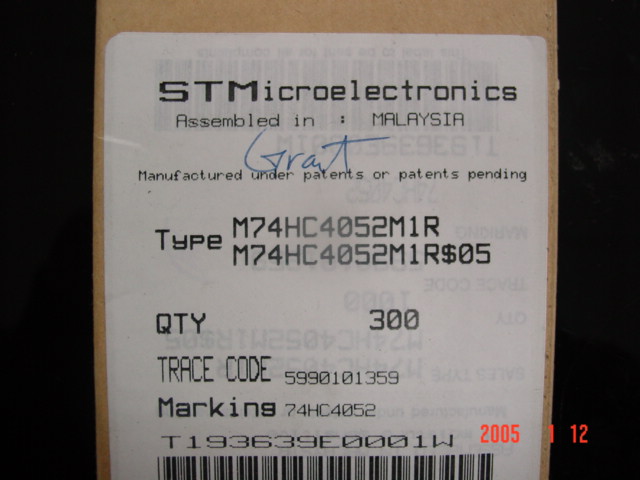 STMicroelectronics
Assembled in : MALAYSIA
Grant
Manufactured under patents or patents pending
Type M74HC4052M1R
M74HC4052M1R$05
QTY 300
TRACE CODE 5990101359
Marking 74HC4052
T193639E0001W
2005 1 12